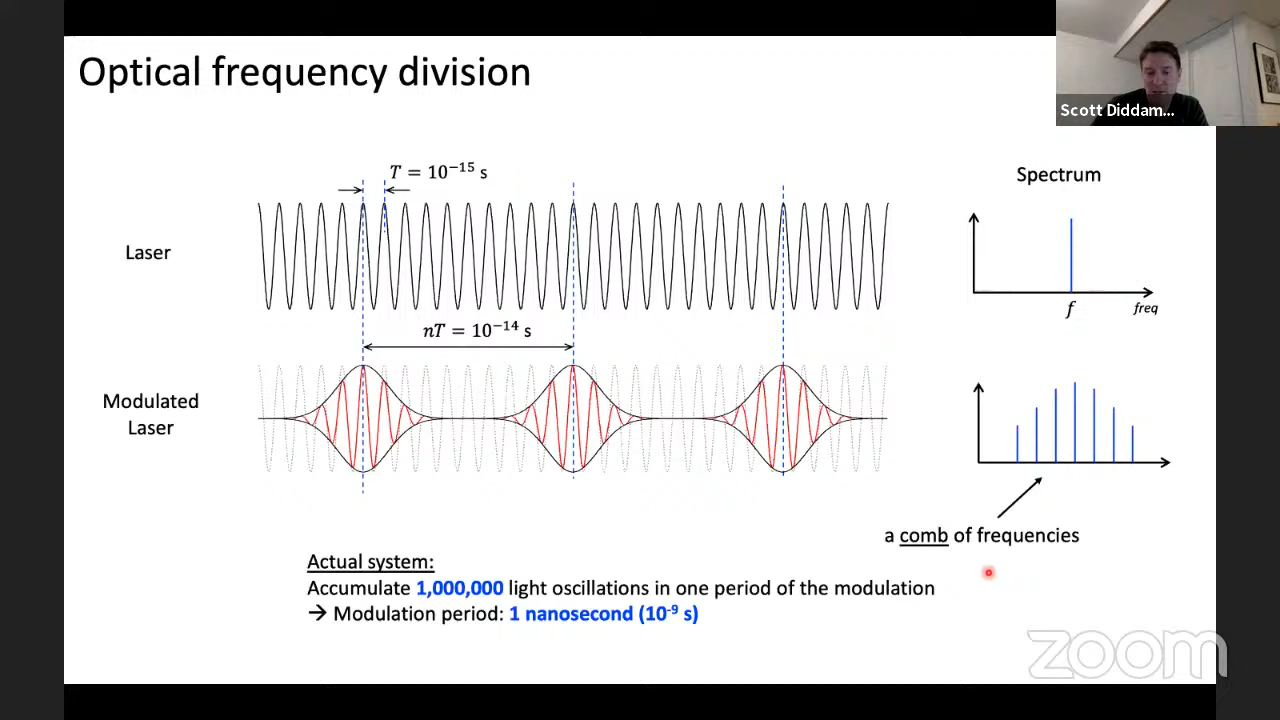 Optical frequency division
Scott Diddam...
T = 10⁻¹⁵ s
Spectrum
Laser
f
freq
nT = 10⁻¹⁴ s
Modulated
Laser
a comb of frequencies
Actual system:
Accumulate 1,000,000 light oscillations in one period of the modulation
→ Modulation period: 1 nanosecond (10⁻⁹ s)
zoom